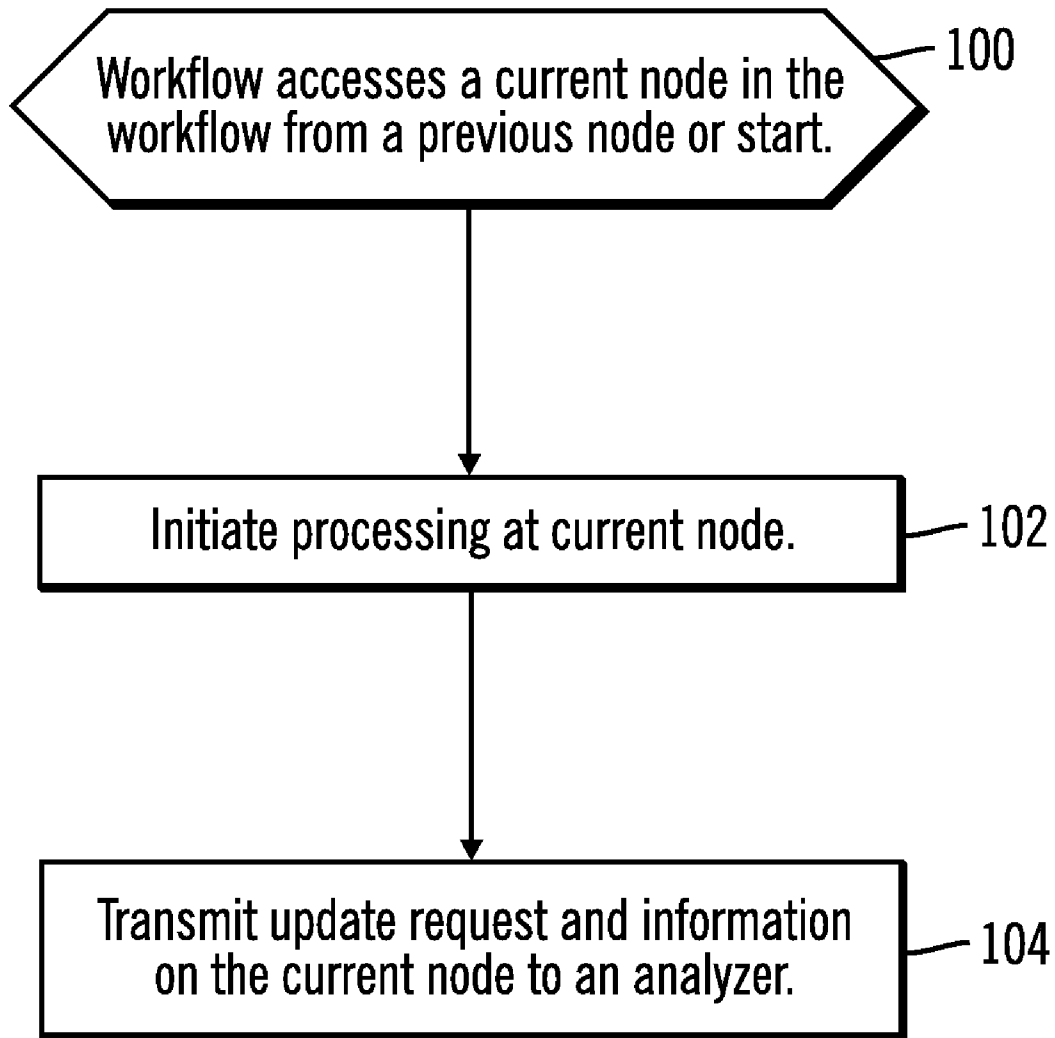 100
Workflow accesses a current node in the
workflow from a previous node or start.
Initiate processing at current node.
102
Transmit update request and information
on the current node to an analyzer.
104